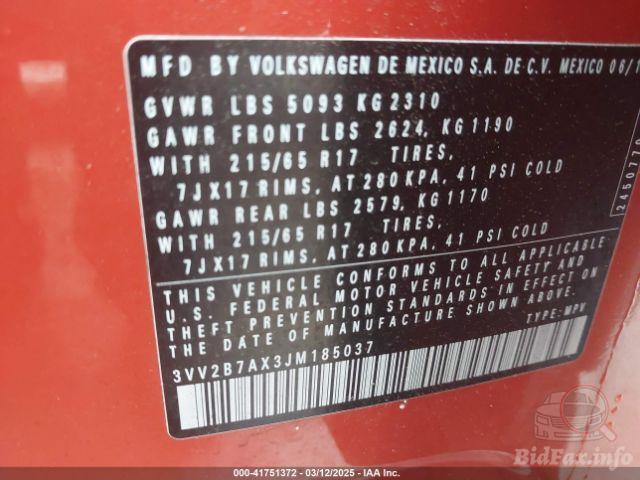 MFD BY VOLKSWAGEN DE MEXICO S.A. DE C.V. MEXICO 06/1
GVWR LBS 5093 KG 2310
GAWR FRONT LBS 2624, KG 1190
WITH 215/65 R17 TIRES,
7JX17 RIMS, AT 280 KPA, 41 PSI COLD
GAWR REAR LBS 2579, KG 1170
WITH 215/65 R17 TIRES,
7JX17 RIMS, AT 280 KPA, 41 PSI COLD
THIS VEHICLE CONFORMS TO ALL APPLICABLE
U.S. FEDERAL MOTOR VEHICLE SAFETY AND
THEFT PREVENTION STANDARDS IN EFFECT ON
THE DATE OF MANUFACTURE SHOWN ABOVE.
3VV2B7AX3JM185037
TYPE: MPV
2450770
BidFax.info
000-41751372 - 03/12/2025 - IAA Inc.